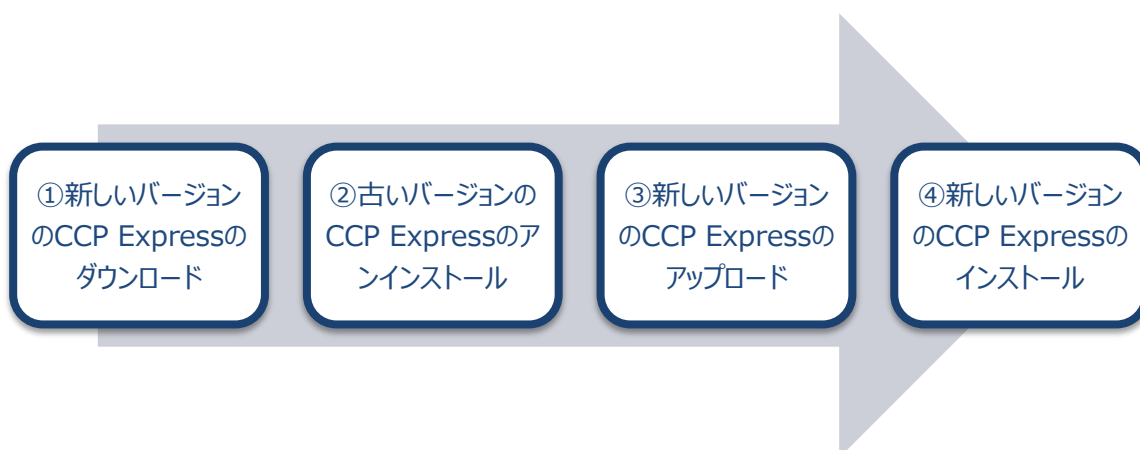 ①新しいバージョン
のCCP Expressの
ダウンロード
②古いバージョンの
CCP Expressのア
ンインストール
③新しいバージョン
のCCP Expressの
アップロード
④新しいバージョン
のCCP Expressの
インストール